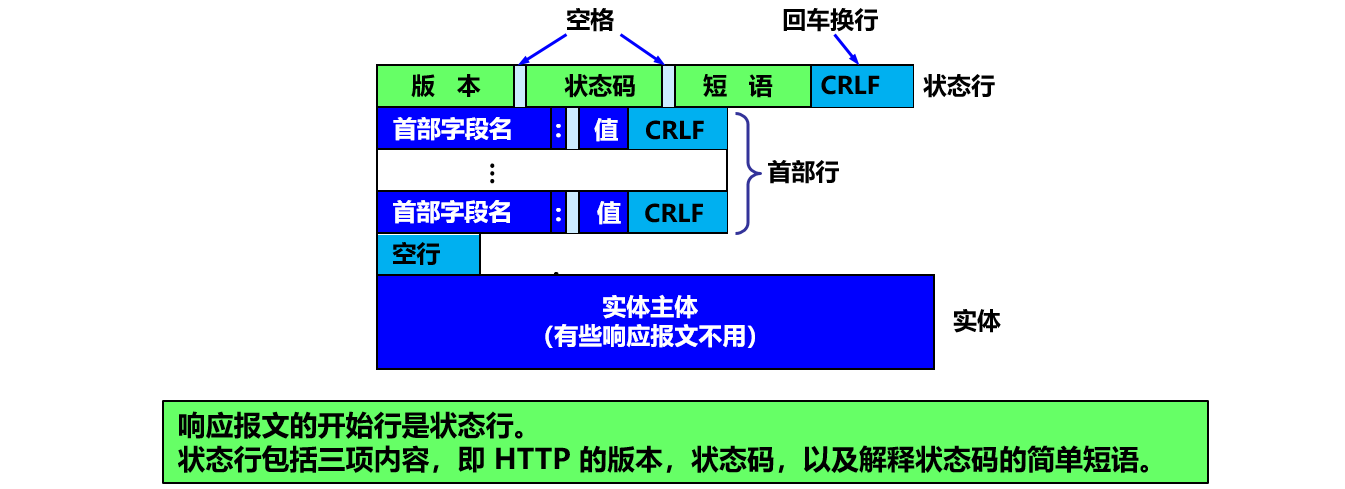 空格 回车换行
版 本 状态码 短 语 CRLF 状态行
首部字段名 : 值 CRLF
⋮ 首部行
首部字段名 : 值 CRLF
空行
实体主体
（有些响应报文不用）
实体
响应报文的开始行是状态行。
状态行包括三项内容，即 HTTP 的版本，状态码，以及解释状态码的简单短语。